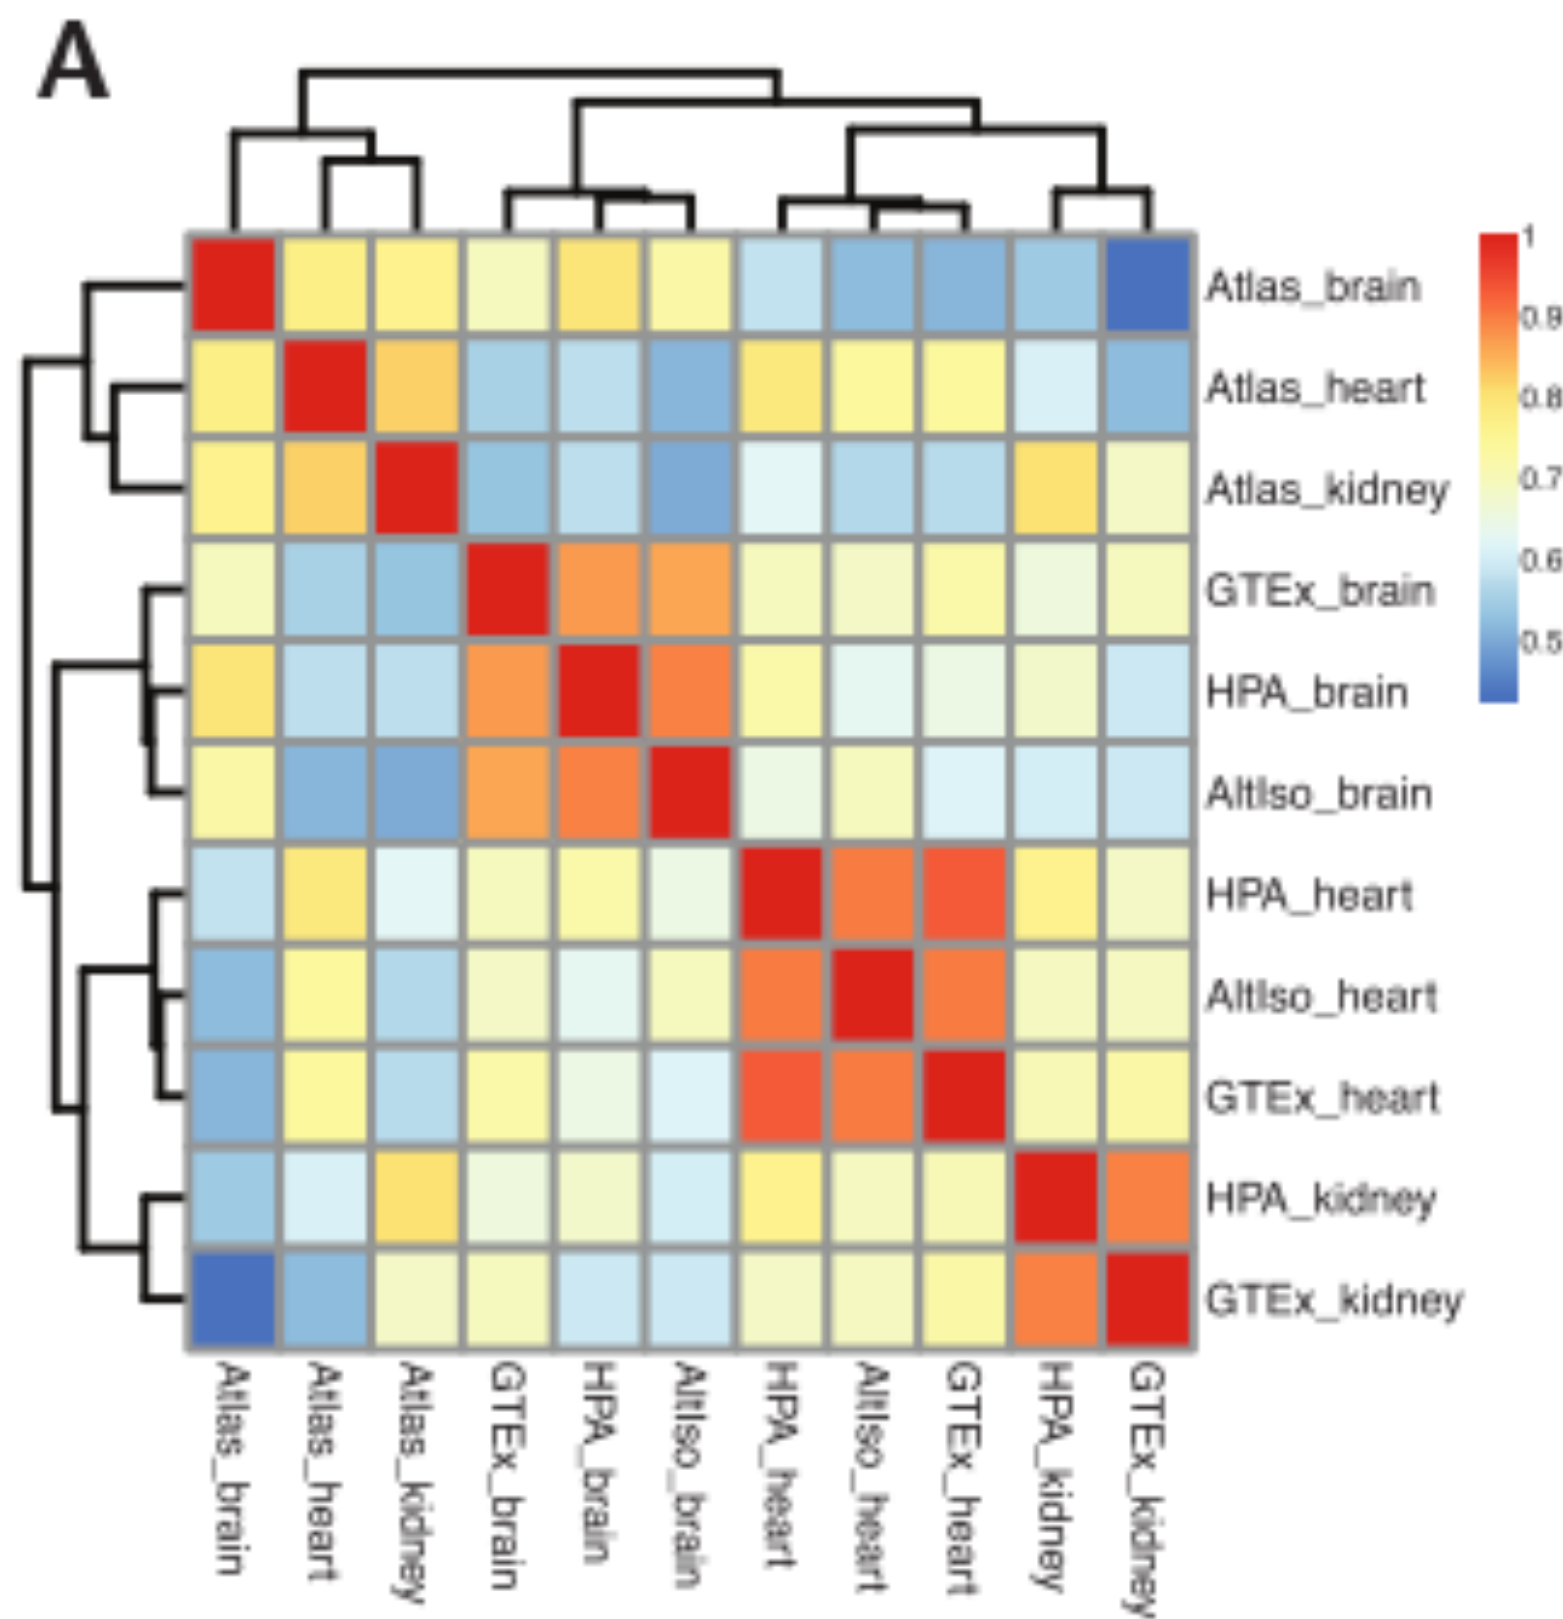 A
1
0.9
0.8
0.7
0.6
0.5
Atlas_brain
Atlas_heart
Atlas_kidney
GTEx_brain
HPA_brain
AltIso_brain
HPA_heart
AltIso_heart
GTEx_heart
HPA_kidney
GTEx_kidney
Atlas_brain
Atlas_heart
Atlas_kidney
GTEx_brain
HPA_brain
AltIso_brain
HPA_heart
AltIso_heart
GTEx_heart
HPA_kidney
GTEx_kidney